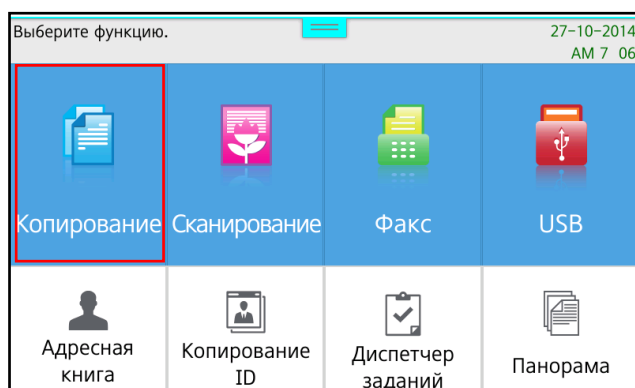 Выберите функцию.
27-10-2014
AM 7 06
Копирование
Сканирование
Факс
USB
Адресная
книга
Копирование
ID
Диспетчер
заданий
Панорама